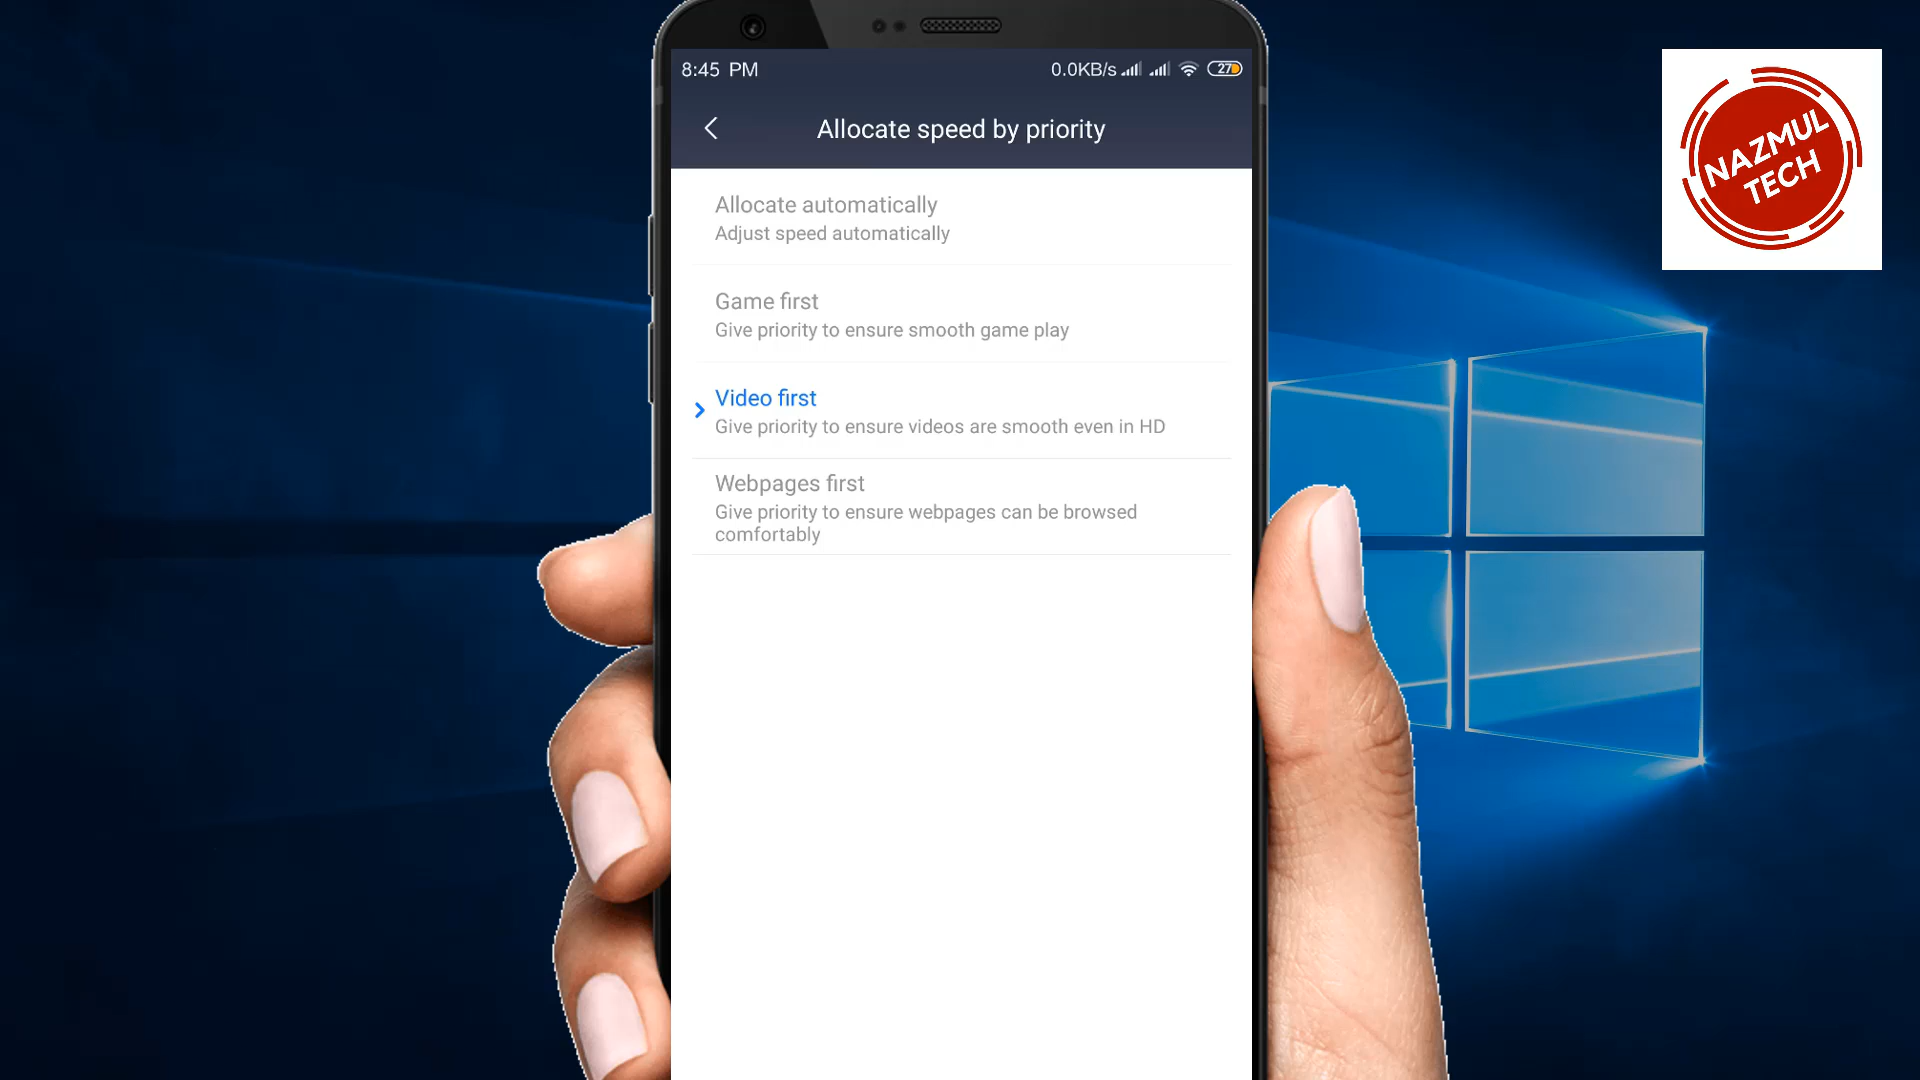 8:45 PM
0.0KB/s
27
Allocate speed by priority
Allocate automatically
Adjust speed automatically
Game first
Give priority to ensure smooth game play
Video first
Give priority to ensure videos are smooth even in HD
Webpages first
Give priority to ensure webpages can be browsed
comfortably
NAZMUL
TECH